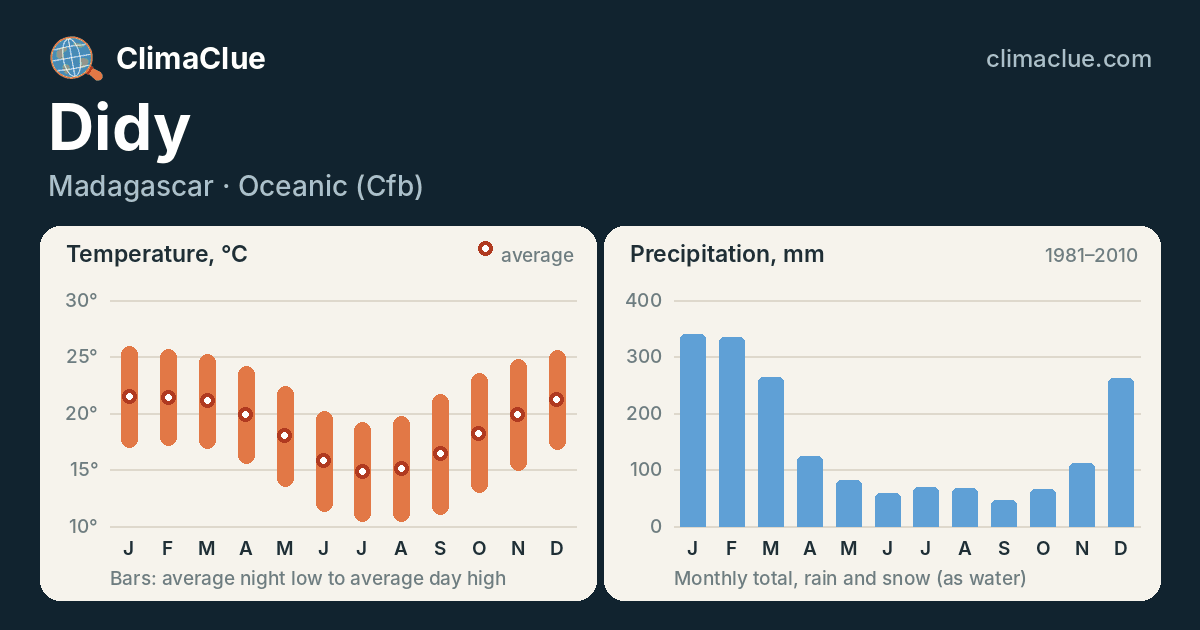 ClimaClue
climaclue.com
Didy
Madagascar · Oceanic (Cfb)
Temperature, °C
average
30°
25°
20°
15°
10°
J F M A M J J A S O N D
Bars: average night low to average day high
Precipitation, mm
1981–2010
400
300
200
100
0
J F M A M J J A S O N D
Monthly total, rain and snow (as water)